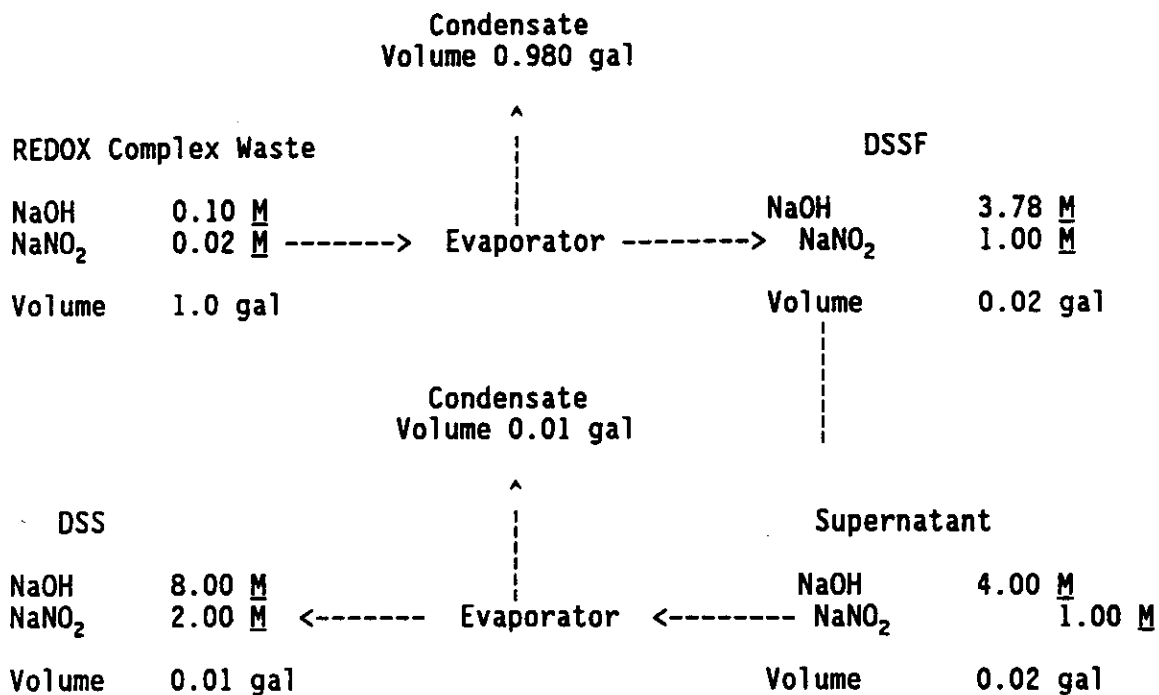 Condensate
Volume 0.980 gal
REDOX Complex Waste
DSSF
NaOH 0.10 M
NaNO₂ 0.02 M -------> Evaporator --------> NaOH 3.78 M
NaNO₂ 1.00 M
Volume 1.0 gal
Volume 0.02 gal
Condensate
Volume 0.01 gal
DSS
Supernatant
NaOH 8.00 M
NaNO₂ 2.00 M <------- Evaporator <-------- NaOH 4.00 M
NaNO₂ 1.00 M
Volume 0.01 gal
Volume 0.02 gal